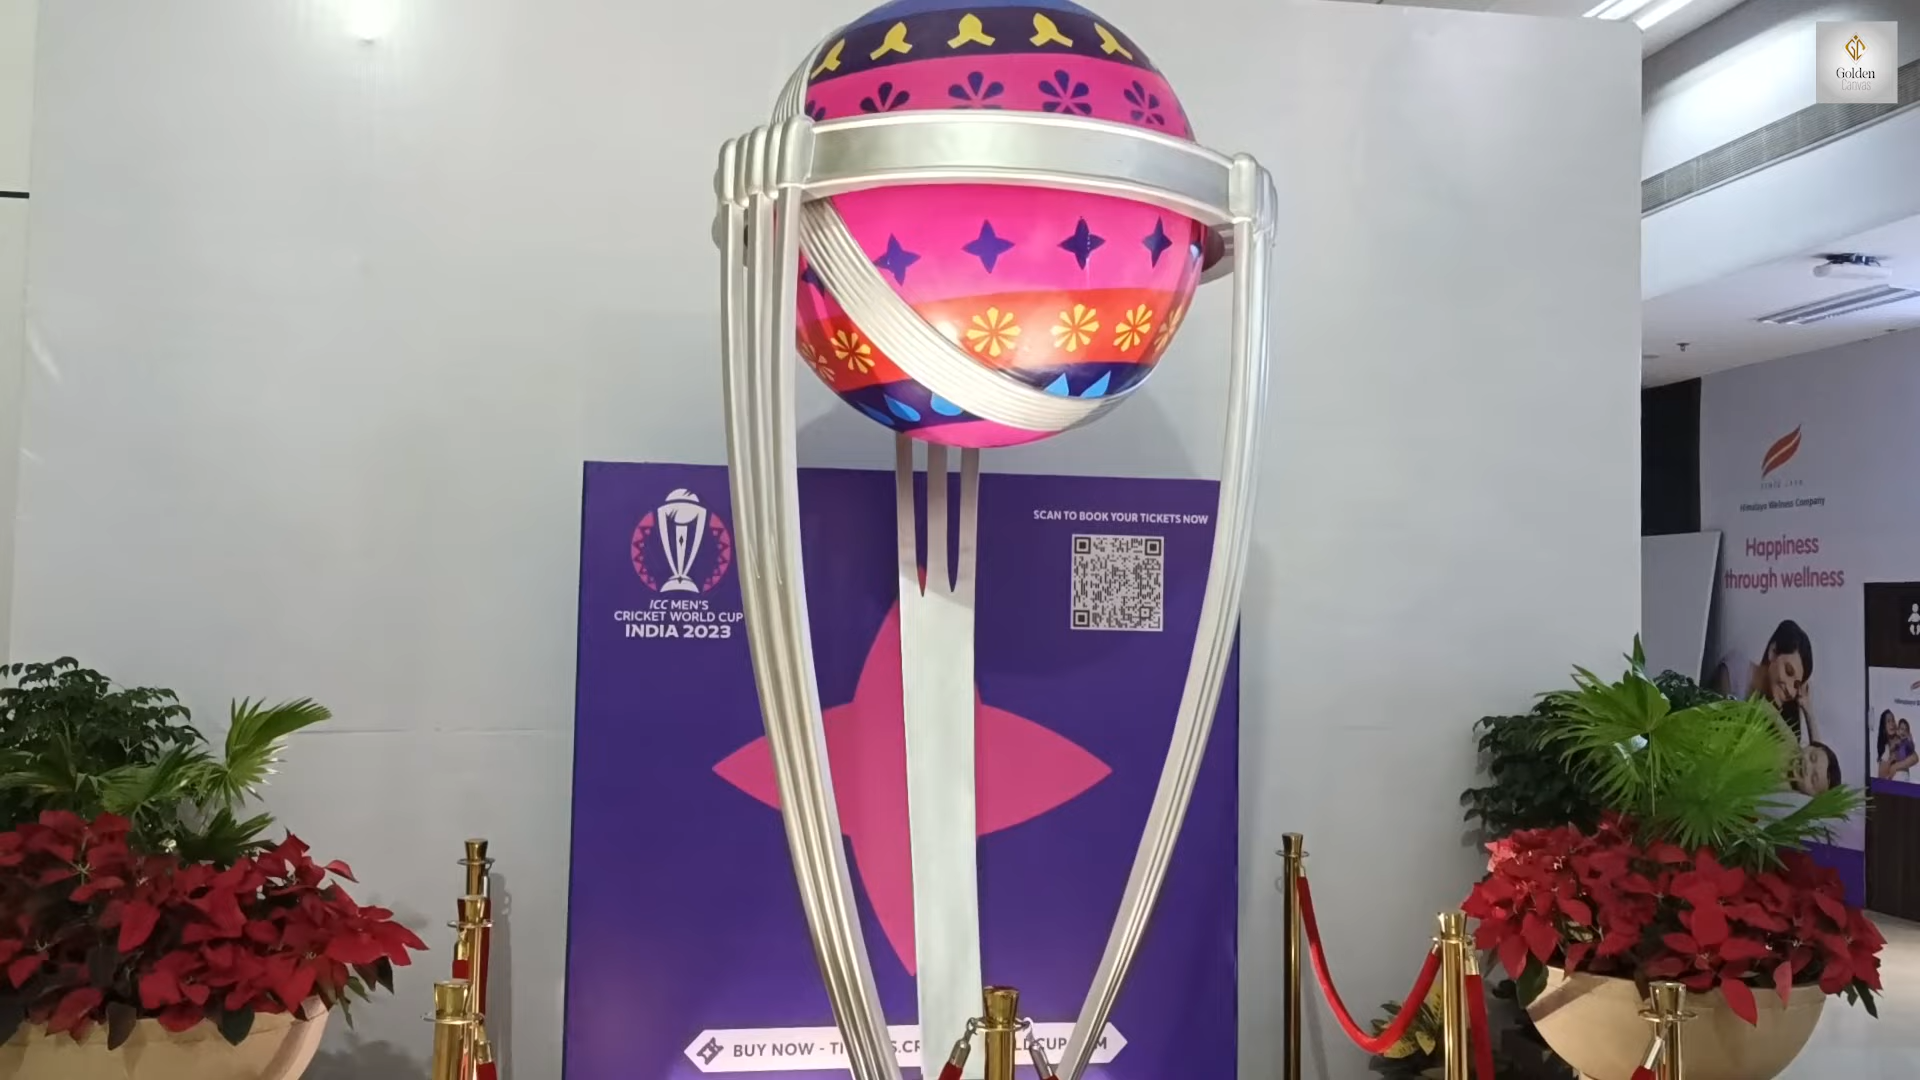 Golden
Canvas
SCAN TO BOOK YOUR TICKETS NOW
ICC MEN'S
CRICKET WORLD CUP
INDIA 2023
Himalaya Wellness Company
Happiness
through wellness
BUY NOW -